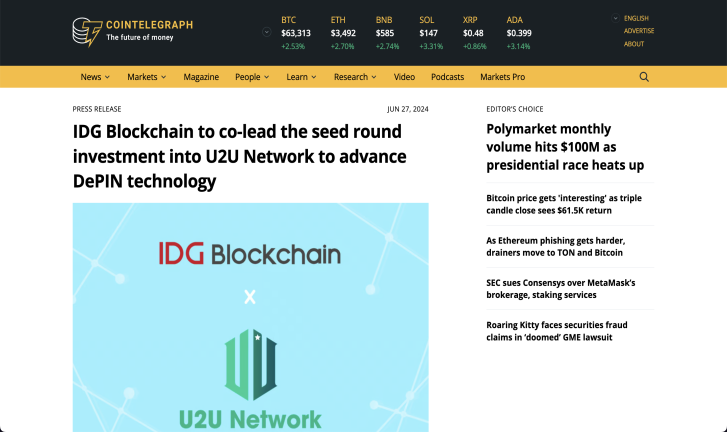 COINTELEGRAPH
The future of money
BTC
$63,313
+2.53%
ETH
$3,492
+2.70%
BNB
$585
+2.74%
SOL
$147
+3.31%
XRP
$0.48
+0.86%
ADA
$0.399
+3.14%
ENGLISH
ADVERTISE
ABOUT
News Markets Magazine People Learn Research Video Podcasts Markets Pro
PRESS RELEASE
JUN 27, 2024
IDG Blockchain to co-lead the seed round
investment into U2U Network to advance
DePIN technology
IDG Blockchain
X
U2U Network
EDITOR'S CHOICE
Polymarket monthly
volume hits $100M as
presidential race heats up
Bitcoin price gets 'interesting' as triple
candle close sees $61.5K return
As Ethereum phishing gets harder,
drainers move to TON and Bitcoin
SEC sues Consensys over MetaMask's
brokerage, staking services
Roaring Kitty faces securities fraud
claims in 'doomed' GME lawsuit